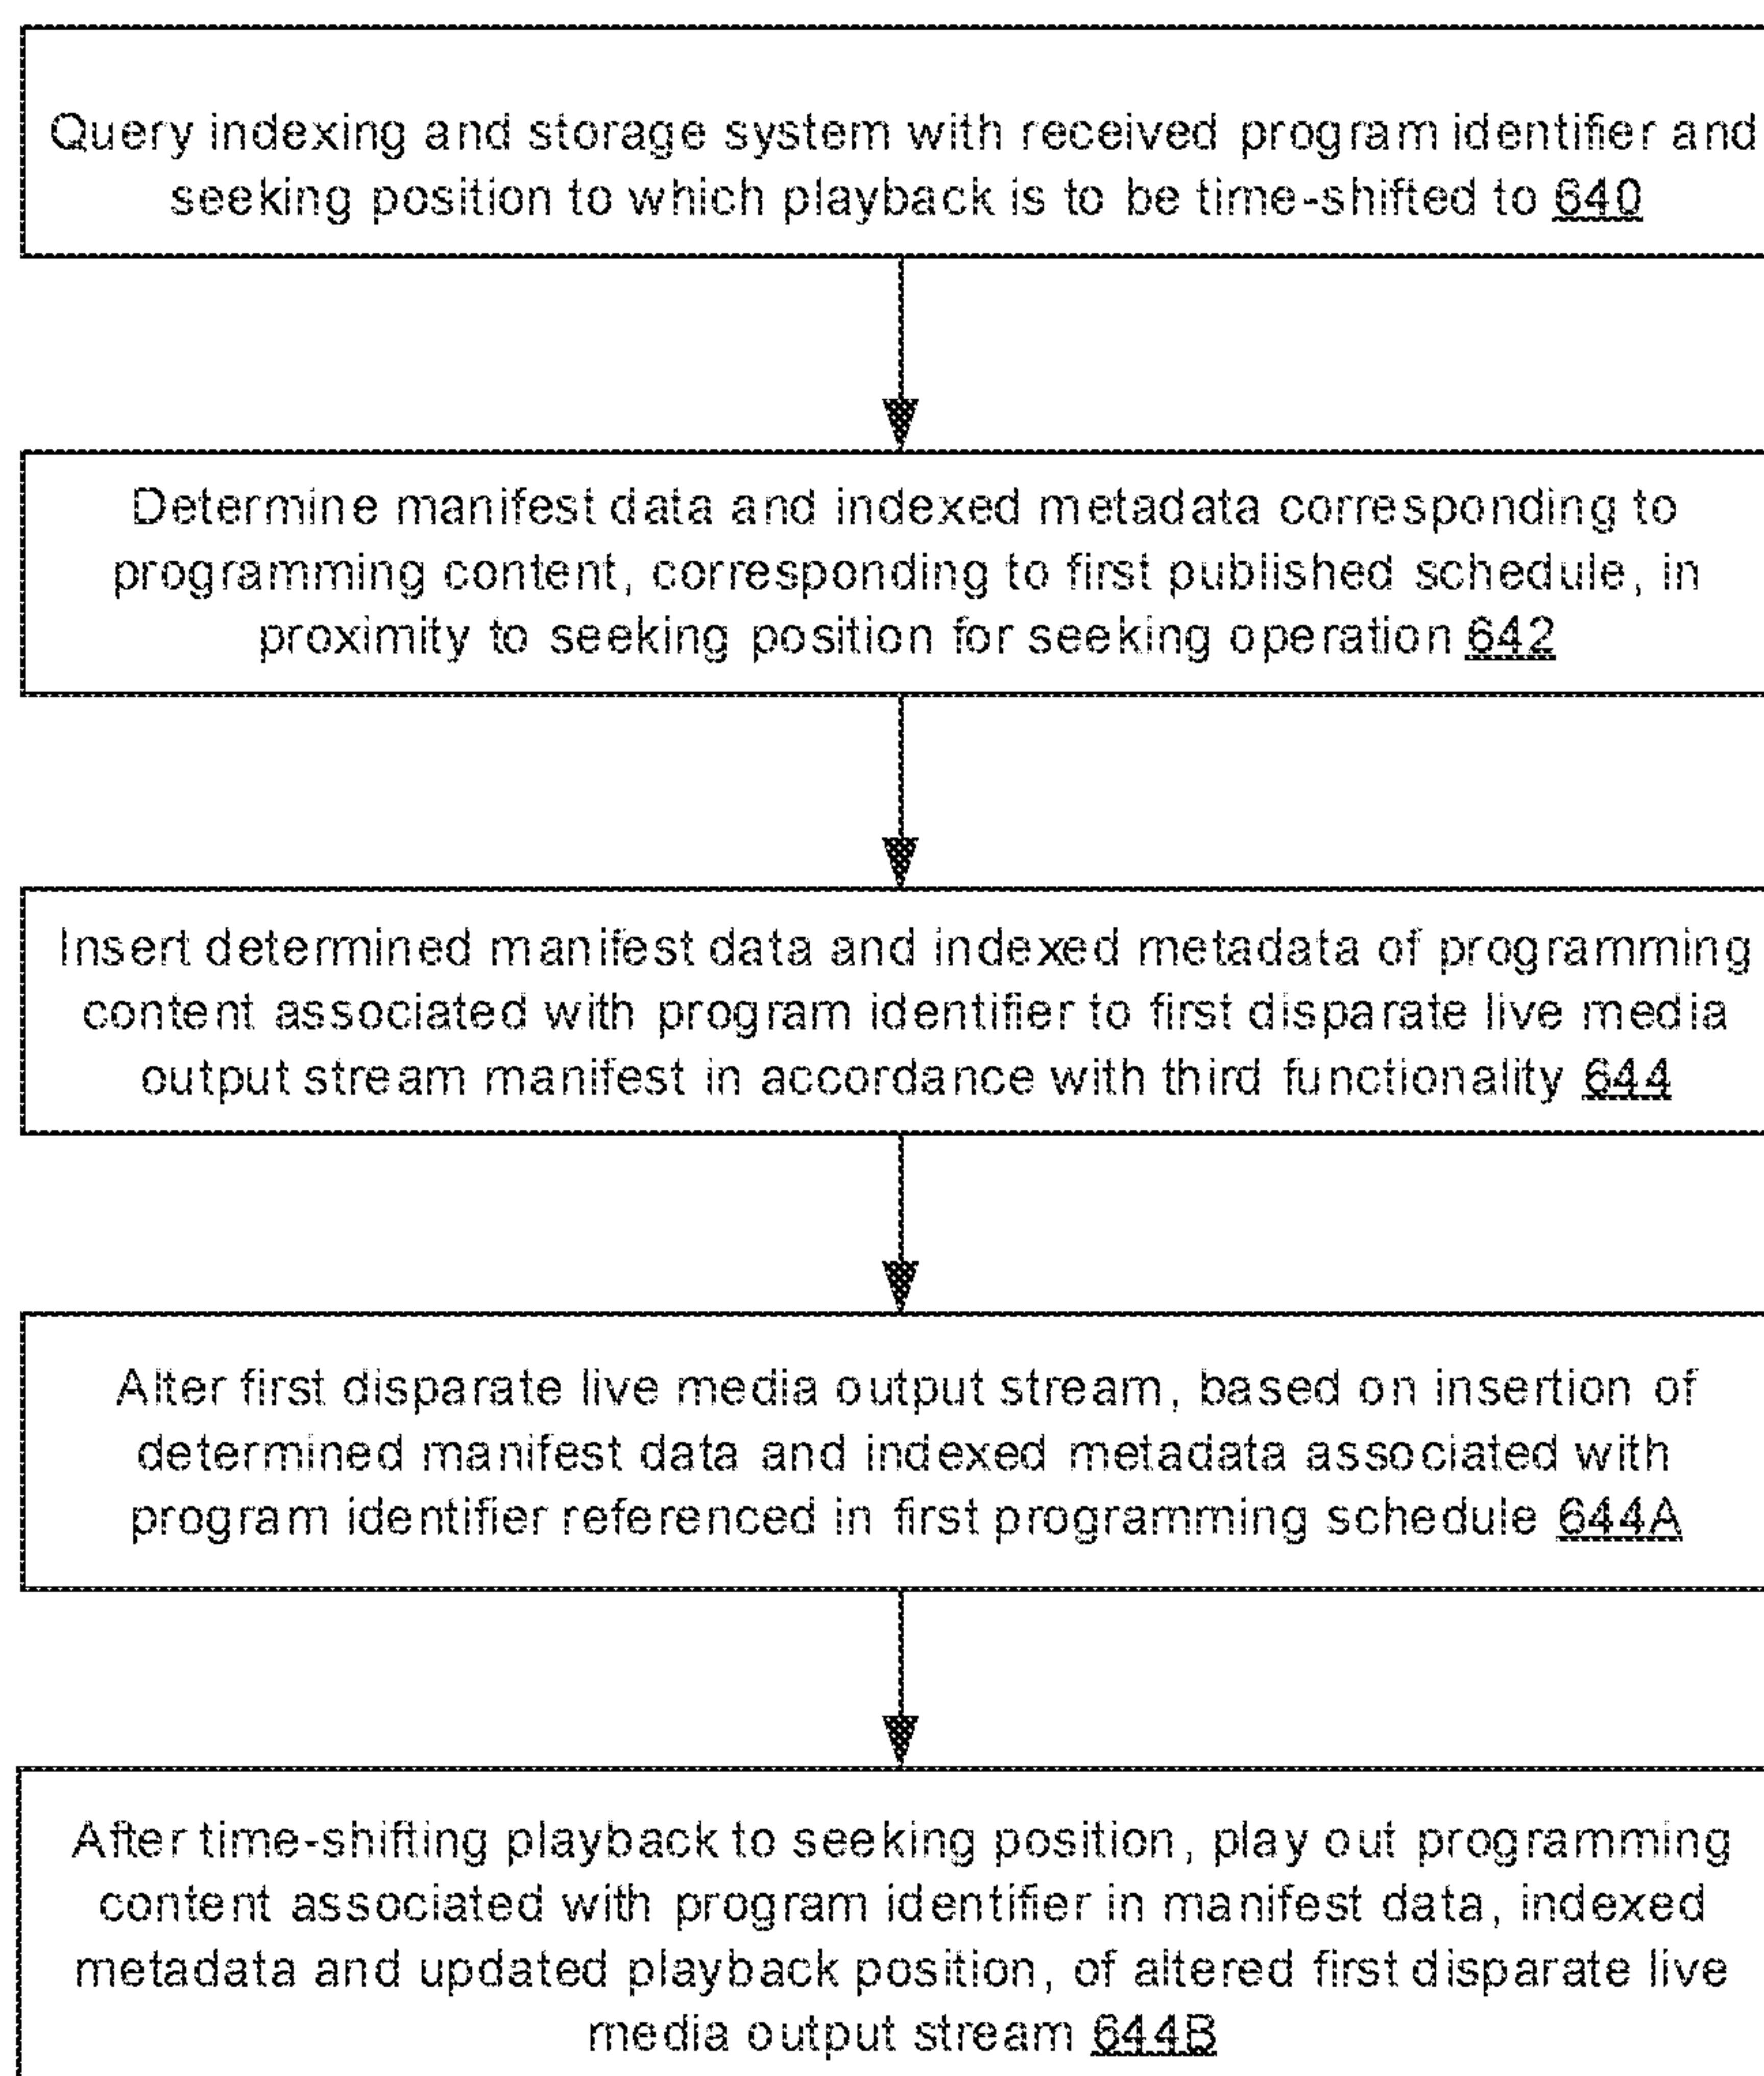 Query indexing and storage system with received program identifier and
seeking position to which playback is to be time-shifted to 640
Determine manifest data and indexed metadata corresponding to
programming content, corresponding to first published schedule, in
proximity to seeking position for seeking operation 642
Insert determined manifest data and indexed metadata of programming
content associated with program identifier to first disparate live media
output stream manifest in accordance with third functionality 644
Alter first disparate live media output stream, based on insertion of
determined manifest data and indexed metadata associated with
program identifier referenced in first programming schedule 644A
After time-shifting playback to seeking position, play out programming
content associated with program identifier in manifest data, indexed
metadata and updated playback position, of altered first disparate live
media output stream 644B